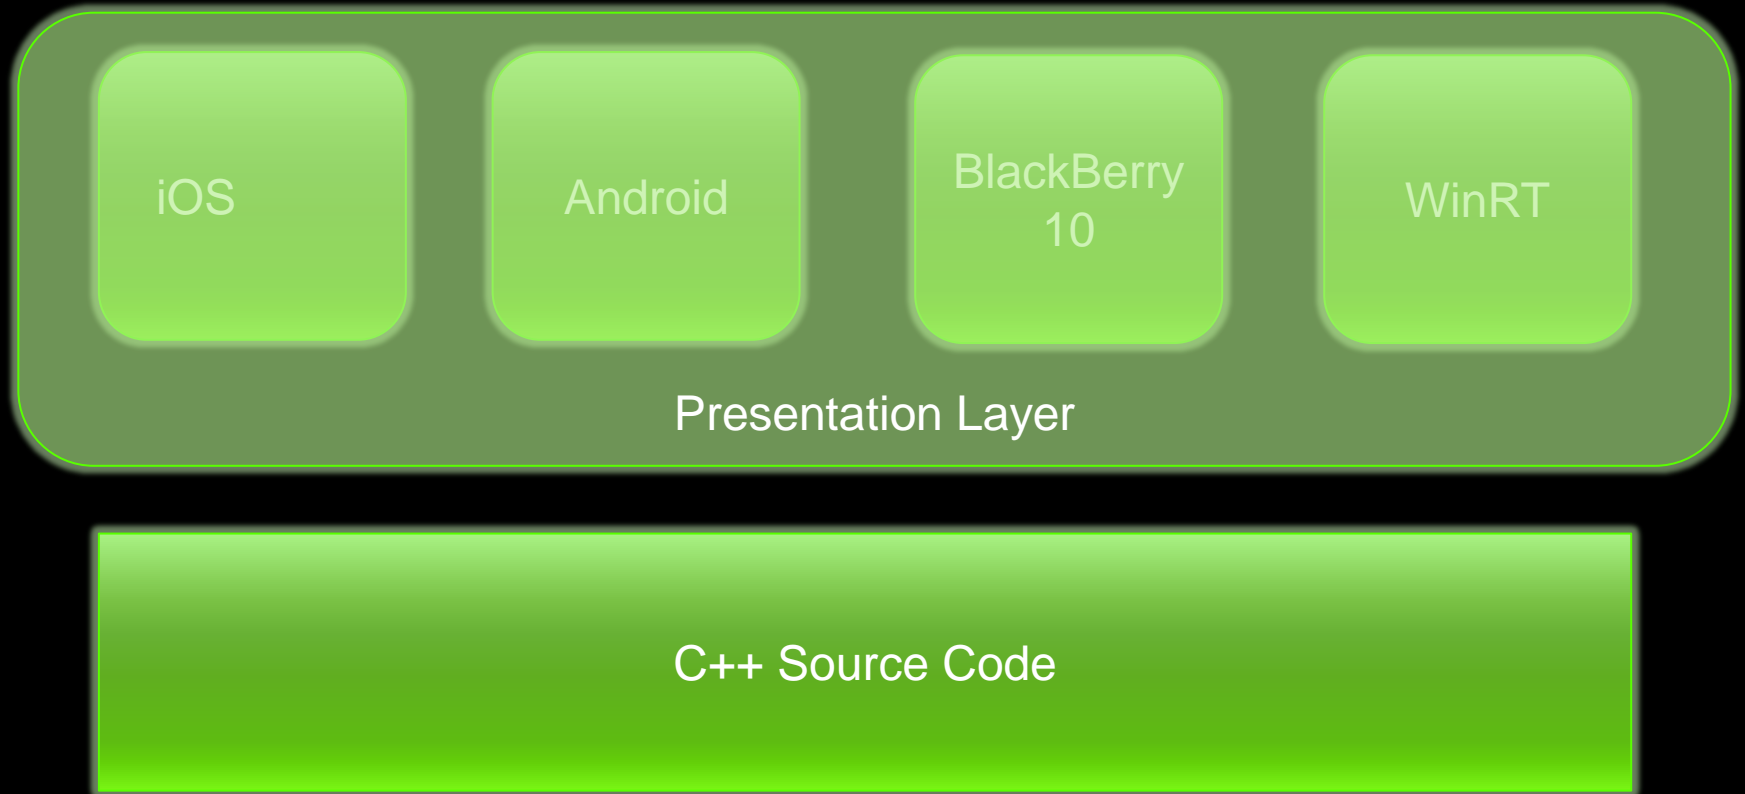 iOS
Android
BlackBerry
10
WinRT
Presentation Layer
C++ Source Code